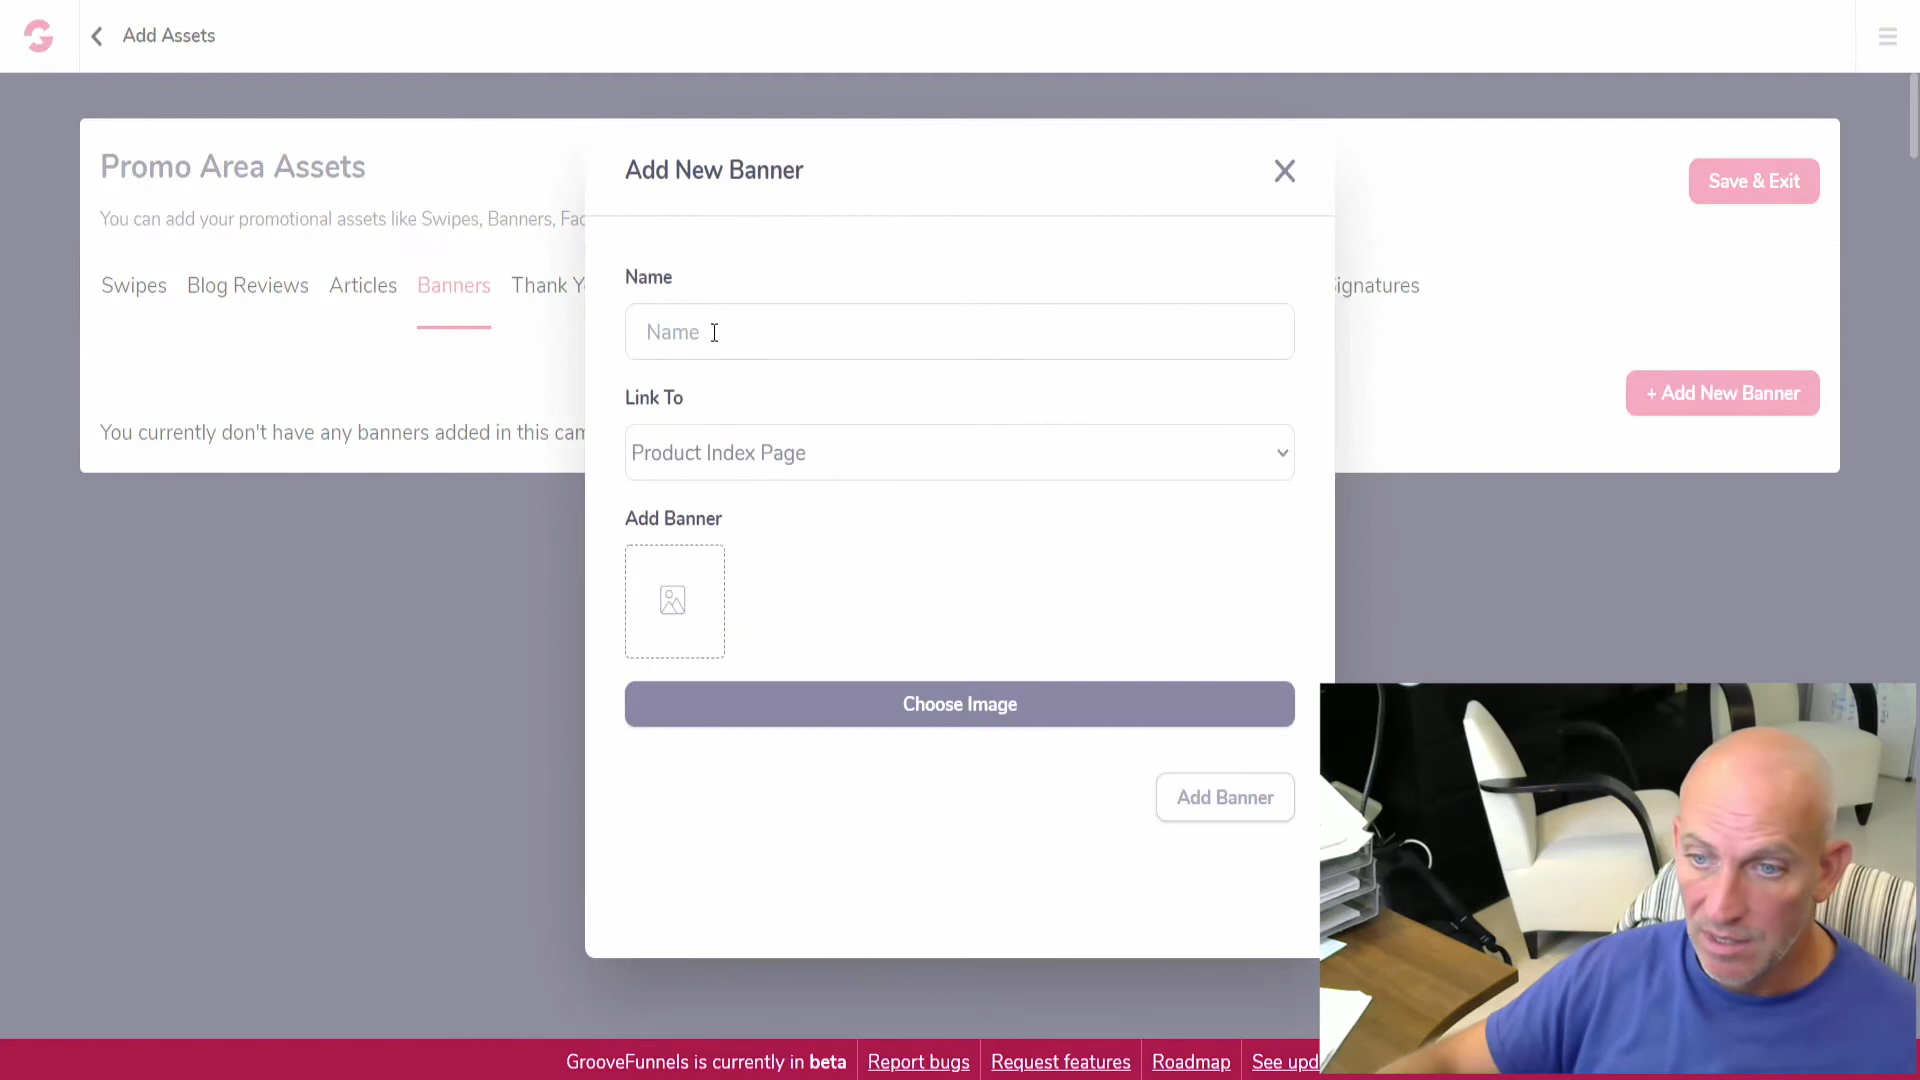 Add Assets
Promo Area Assets
Save & Exit
You can add your promotional assets like Swipes, Banners, Fac
Swipes Blog Reviews Articles Banners Thank Y ignatures
+ Add New Banner
You currently don't have any banners added in this cam
Add New Banner
Name
Name
Link To
Product Index Page
Add Banner
Choose Image
Add Banner
GrooveFunnels is currently in beta Report bugs Request features Roadmap See upd